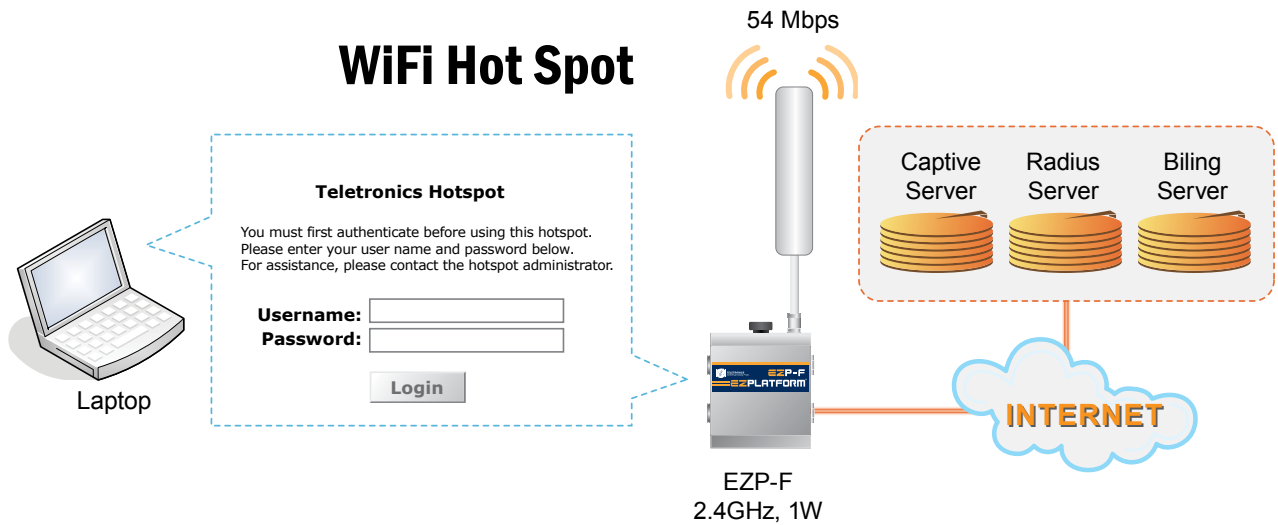 54 Mbps
WiFi Hot Spot
Captive
Server
Radius
Server
Biling
Server
Teletronics Hotspot
You must first authenticate before using this hotspot.
Please enter your user name and password below.
For assistance, please contact the hotspot administrator.
Username:
Password:
Login
Laptop
EZP-F
EZPLATFORM
INTERNET
EZP-F
2.4GHz, 1W